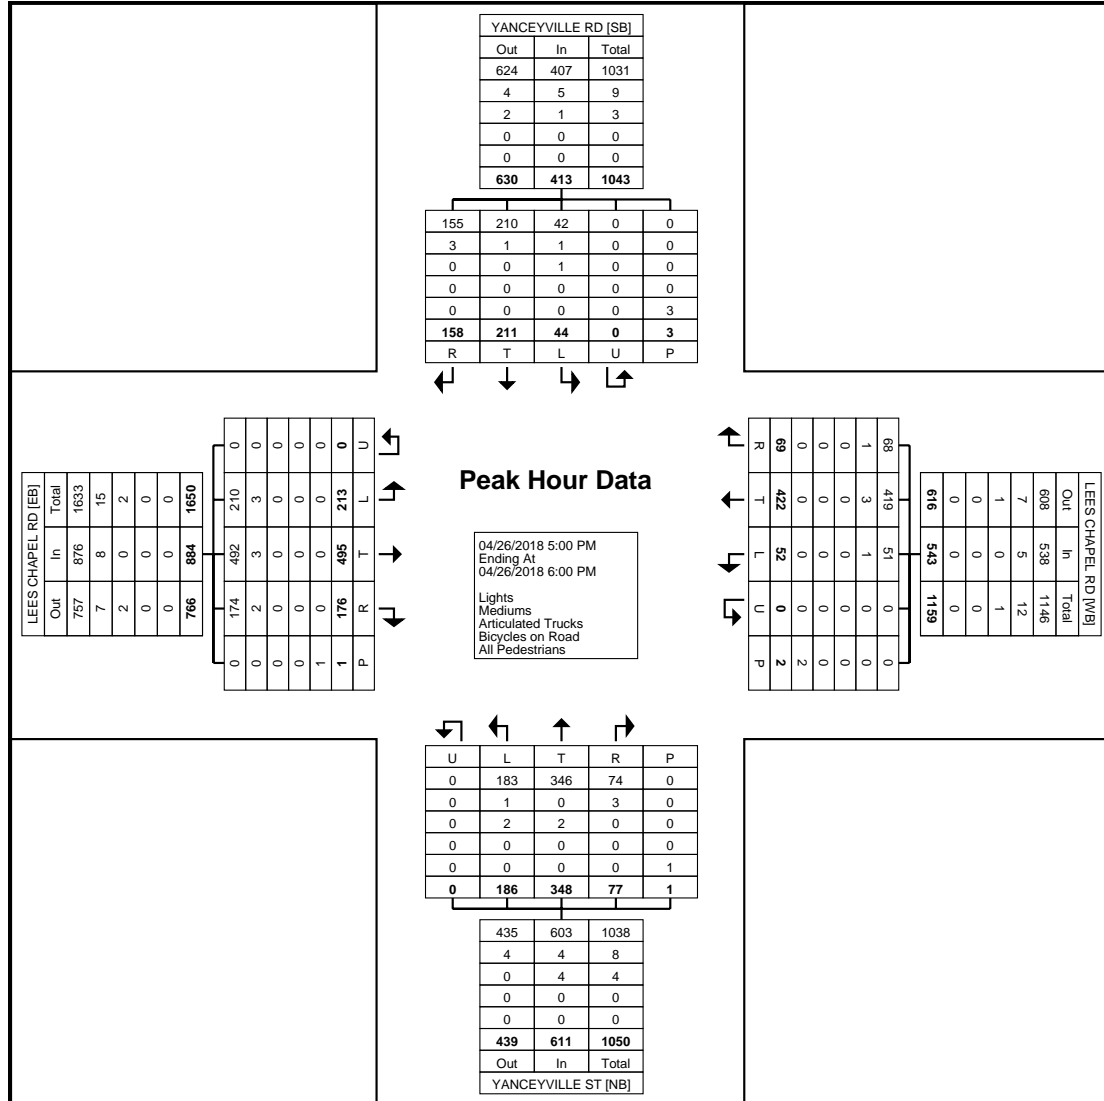 YANCEYVILLE RD [SB]
Out In Total
624 407 1031
4 5 9
2 1 3
0 0 0
0 0 0
630 413 1043
155 210 42 0 0
3 1 1 0 0
0 0 1 0 0
0 0 0 0 0
0 0 0 0 3
158 211 44 0 3
R T L U P
LEES CHAPEL RD [EB]
Total In Out
1633 876 757
15 8 7
2 0 2
0 0 0
0 0 0
1650 884 766
0 210 492 174 0
0 3 3 2 0
0 0 0 0 0
0 0 0 0 0
0 0 0 0 1
0 213 495 176 1
U L T R P
Peak Hour Data
04/26/2018 5:00 PM
Ending At
04/26/2018 6:00 PM
Lights
Mediums
Articulated Trucks
Bicycles on Road
All Pedestrians
R T L U P
69 422 52 0 2
0 0 0 0 2
0 0 0 0 0
0 0 0 0 0
1 3 1 0 0
68 419 51 0 0
616 543 1159
0 0 0
0 0 0
1 0 1
7 5 12
608 538 1146
Out In Total
LEES CHAPEL RD [WB]
U L T R P
0 183 346 74 0
0 1 0 3 0
0 2 2 0 0
0 0 0 0 0
0 0 0 0 1
0 186 348 77 1
435 603 1038
4 4 8
0 4 4
0 0 0
0 0 0
439 611 1050
Out In Total
YANCEYVILLE ST [NB]